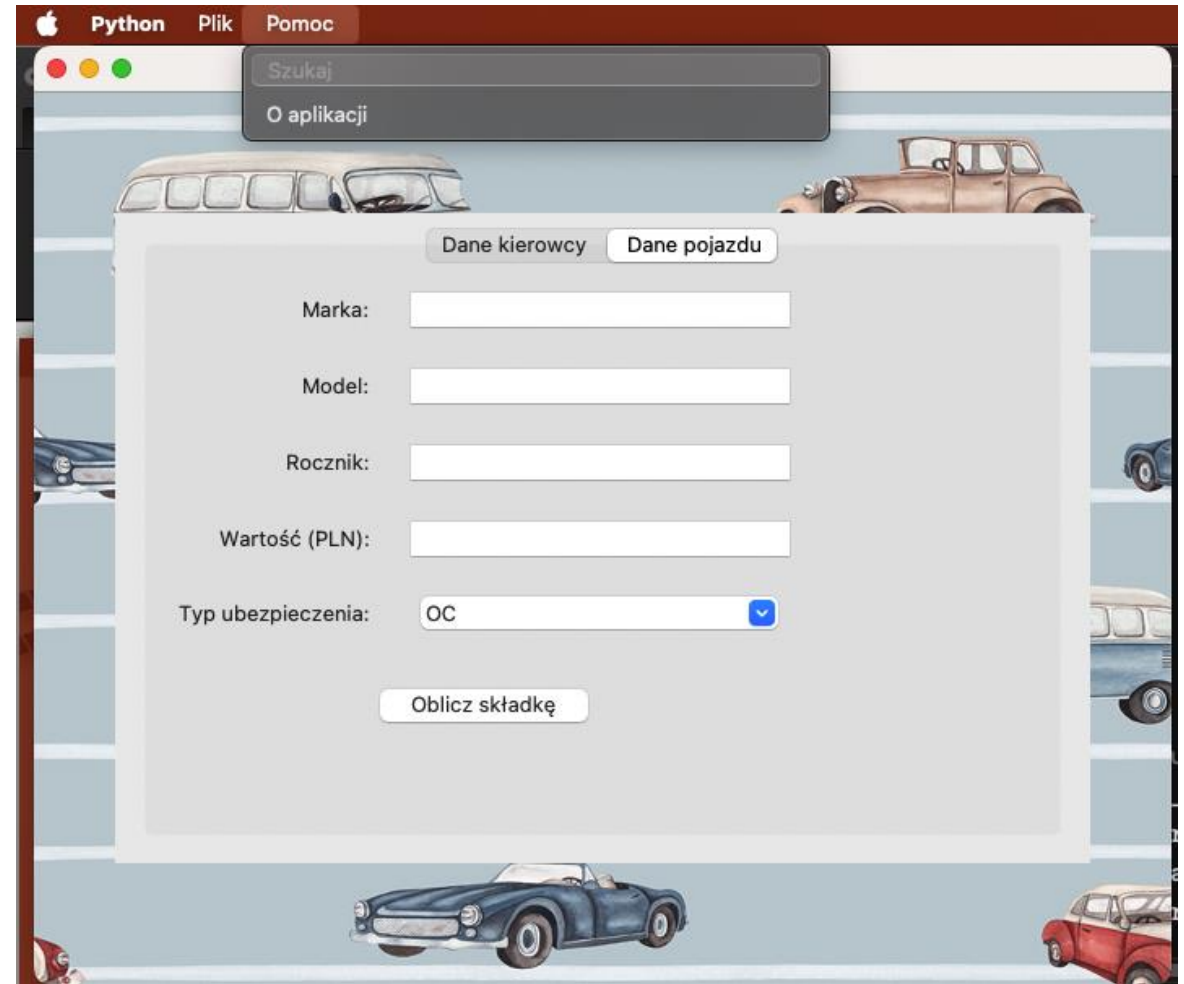 Python Plik Pomoc
Szukaj
O aplikacji
Dane kierowcy Dane pojazdu
Marka:
Model:
Rocznik:
Wartość (PLN):
Typ ubezpieczenia: OC
Oblicz składkę